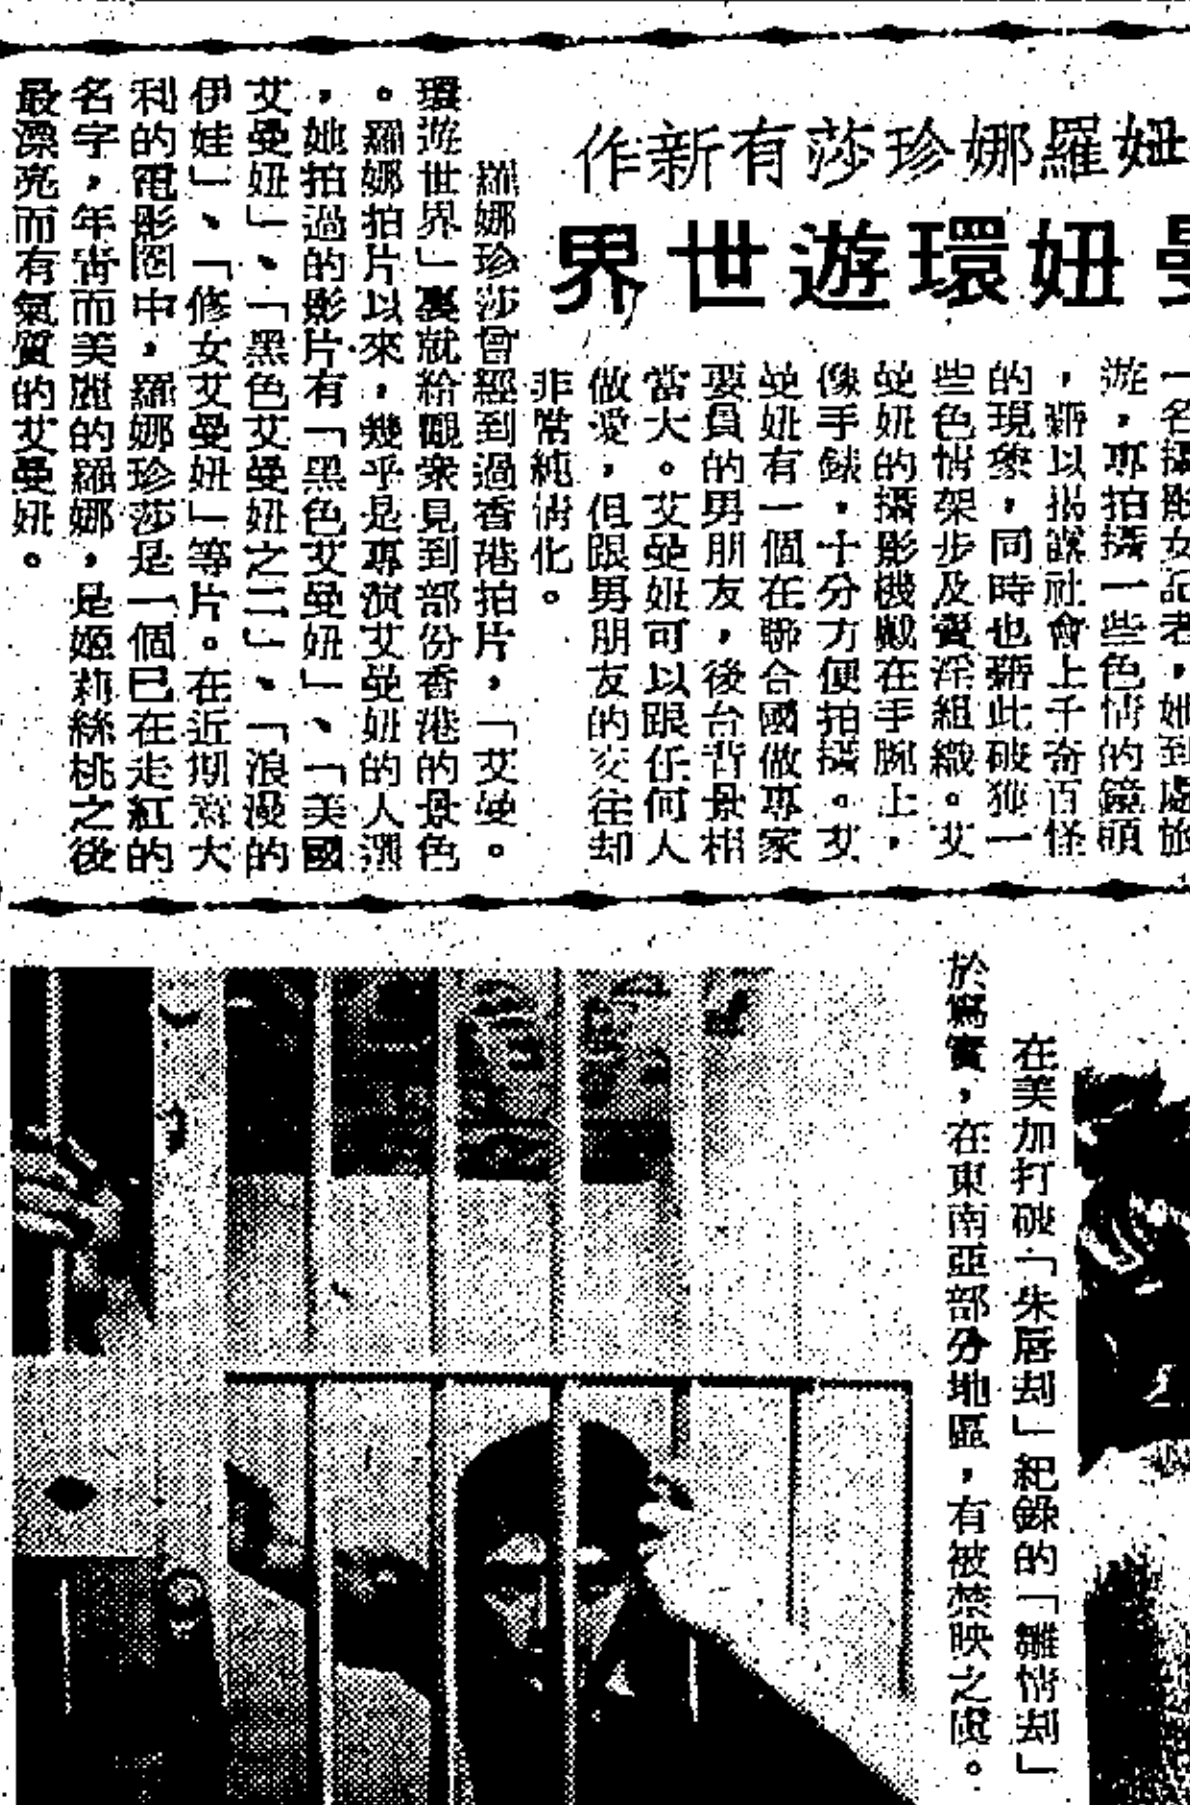 妞羅娜珍莎有新作
曼妞環遊世界
一名攝影女記者，她到處旅
遊，專拍攝一些色情的鏡頭
，藉以揭露社會上千奇百怪
的現象，同時也藉此破獲一
些色情架步及賣淫組織。艾
曼妞的攝影機戴在手腕上，
像手錶，十分方便拍攝。艾
曼妞有一個在聯合國做專家
要員的男朋友，後台背景相
當大。艾曼妞可以跟任何人
做愛，但跟男朋友的交往却
非常純情化。
羅娜珍莎曾經到過香港拍片，「艾曼。
環遊世界」裏就給觀衆見到部份香港的景色
。羅娜拍片以來，幾乎是專演艾曼妞的人選
，她拍過的影片有「黑色艾曼妞」、「美國
艾曼妞」、「黑色艾曼妞之二」、「浪漫的
伊娃」、「修女艾曼妞」等片。在近期意大
利的電影圈中，羅娜珍莎是一個已在走紅的
名字，年青而美麗的羅娜，是姬莉絲桃之後
最漂亮而有氣質的艾曼妞。
在美加打破「朱唇刦」紀錄的「雛情刦」
於寫實，在東南亞部分地區，有被禁映之虞。